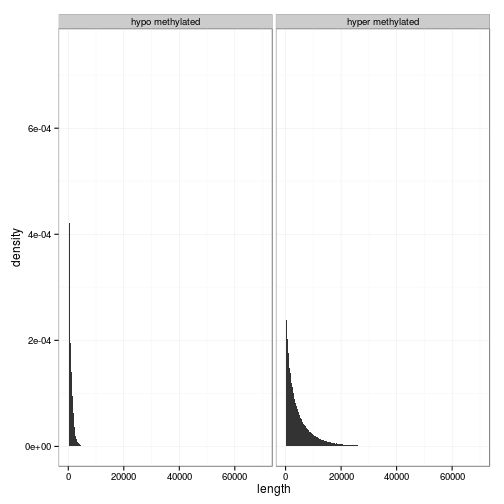 hypo methylated hyper methylated
6e-04
4e-04
density
2e-04
0e+00
0 20000 40000 60000 0 20000 40000 60000
length